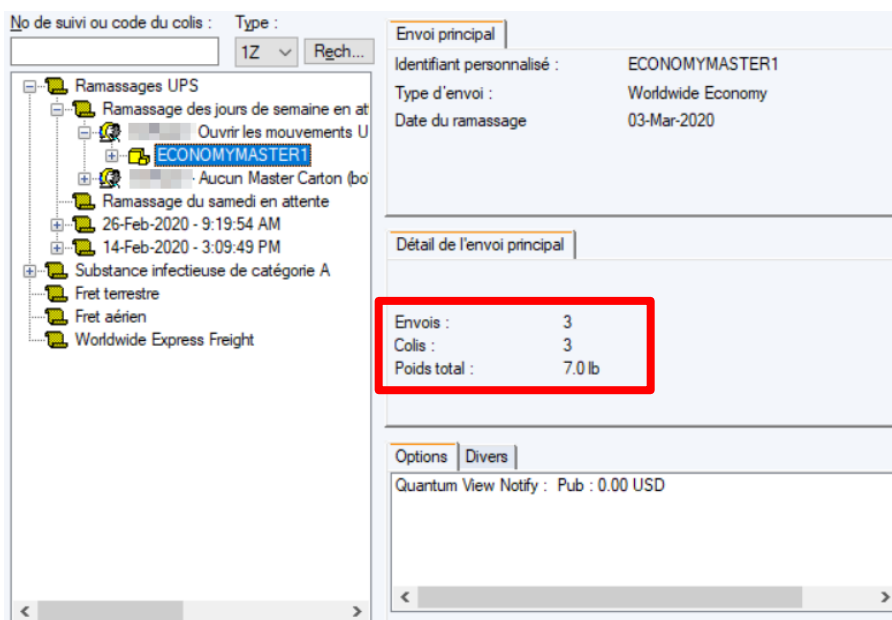 No de suivi ou code du colis :
Type :
1Z
Rech...
Ramassages UPS
Ramassage des jours de semaine en at
Ouvrir les mouvements U
ECONOMYMASTER1
- Aucun Master Carton (bo
Ramassage du samedi en attente
26-Feb-2020 - 9:19:54 AM
14-Feb-2020 - 3:09:49 PM
Substance infectieuse de catégorie A
Fret terrestre
Fret aérien
Worldwide Express Freight
Envoi principal
Identifiant personnalisé : ECONOMYMASTER1
Type d'envoi : Worldwide Economy
Date du ramassage 03-Mar-2020
Détail de l'envoi principal
Envois : 3
Colis : 3
Poids total : 7.0 lb
Options Divers
Quantum View Notify : Pub : 0.00 USD